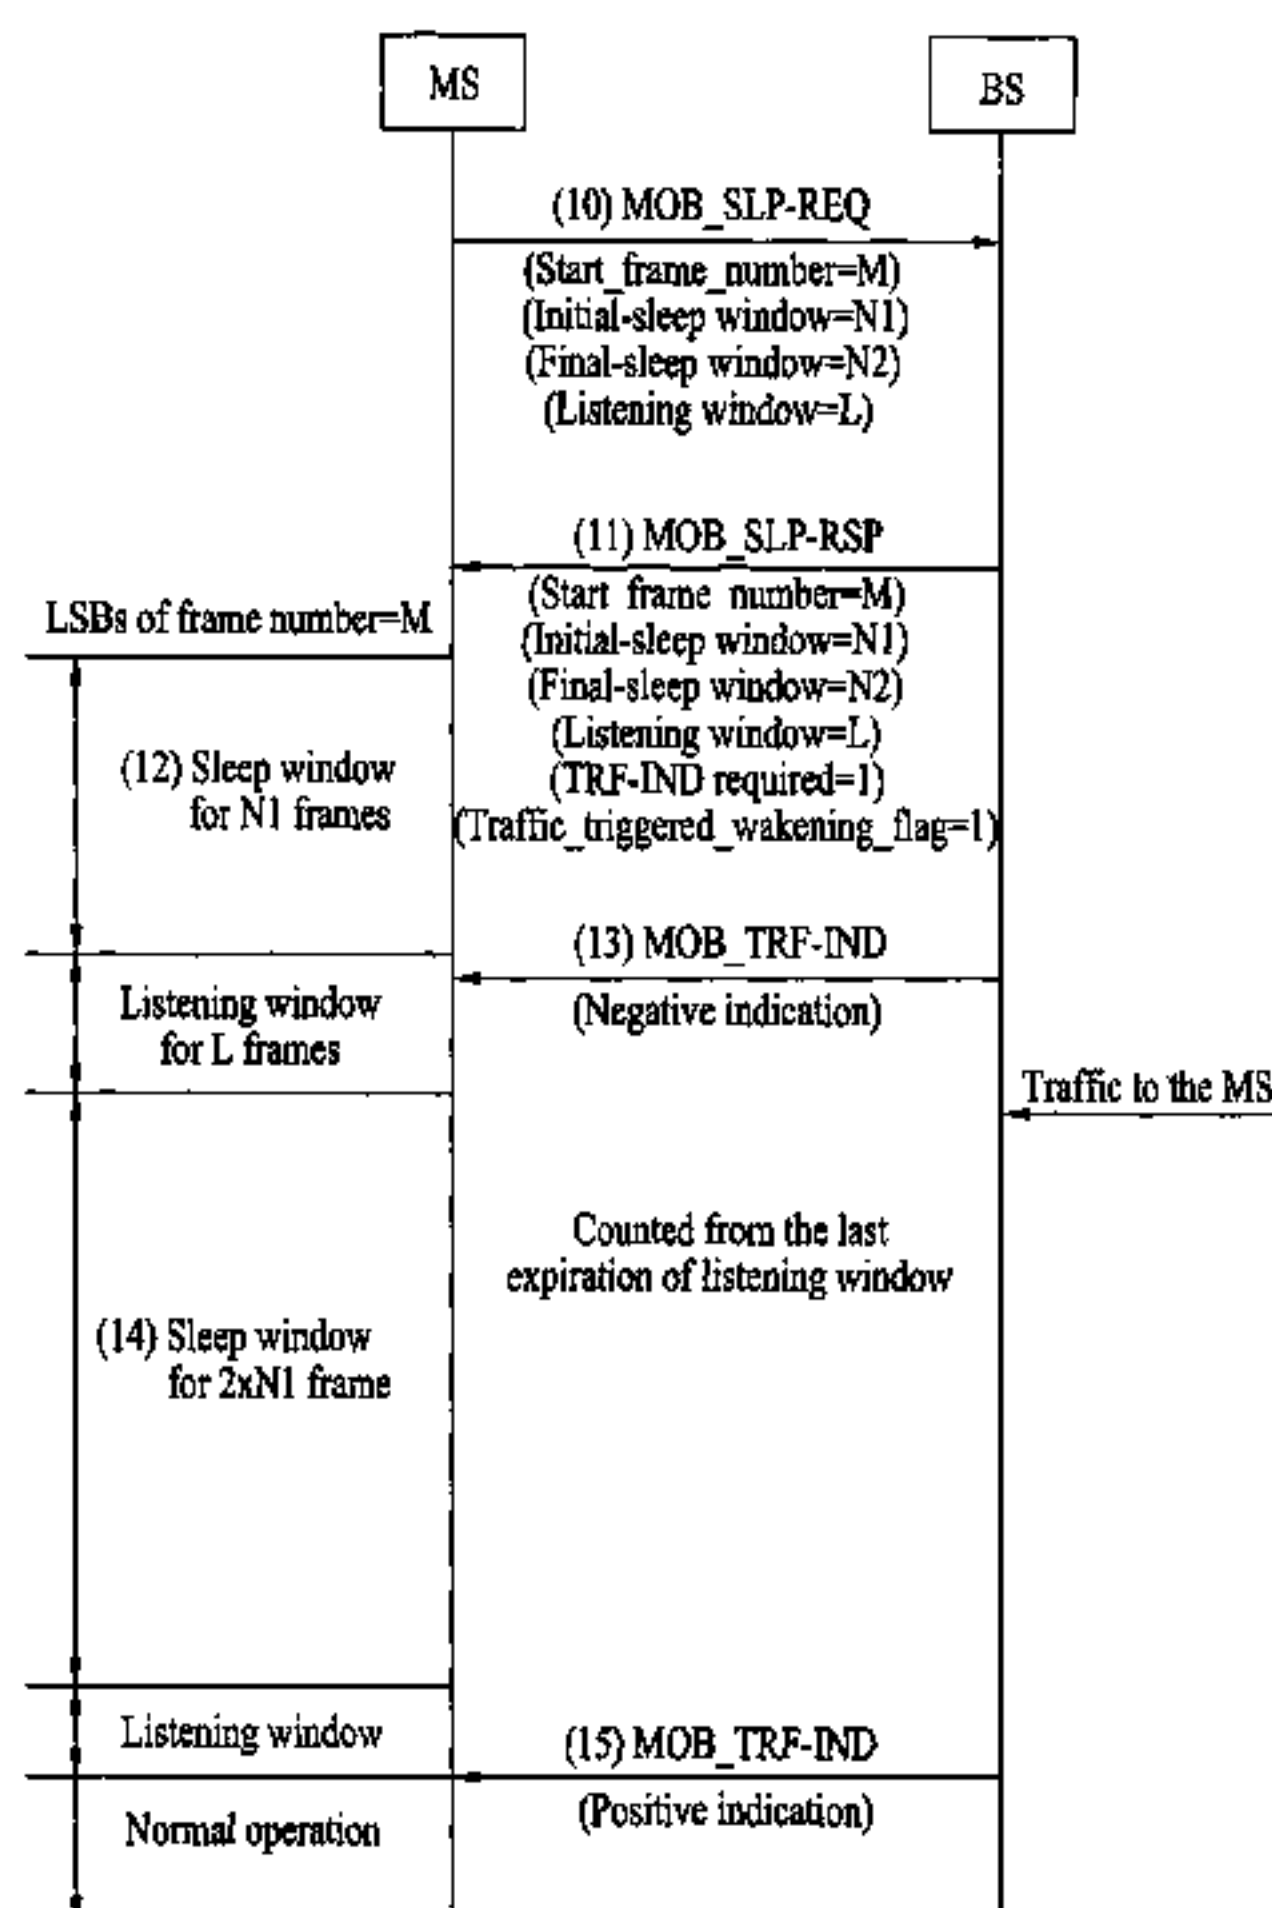 MS
BS
(10) MOB_SLP-REQ
(Start_frame_number=M)
(Initial-sleep window=N1)
(Final-sleep window=N2)
(Listening window=L)
(11) MOB_SLP-RSP
(Start frame number=M)
LSBs of frame number=M
(Initial-sleep window=N1)
(Final-sleep window=N2)
(Listening window=L)
(12) Sleep window
for N1 frames
(TRF-IND required=1)
(Traffic_triggered_wakening_flag=1)
(13) MOB_TRF-IND
(Negative indication)
Listening window
for L frames
Traffic to the MS
Counted from the last
expiration of listening window
(14) Sleep window
for 2xN1 frame
Listening window
(15) MOB_TRF-IND
(Positive indication)
Normal operation